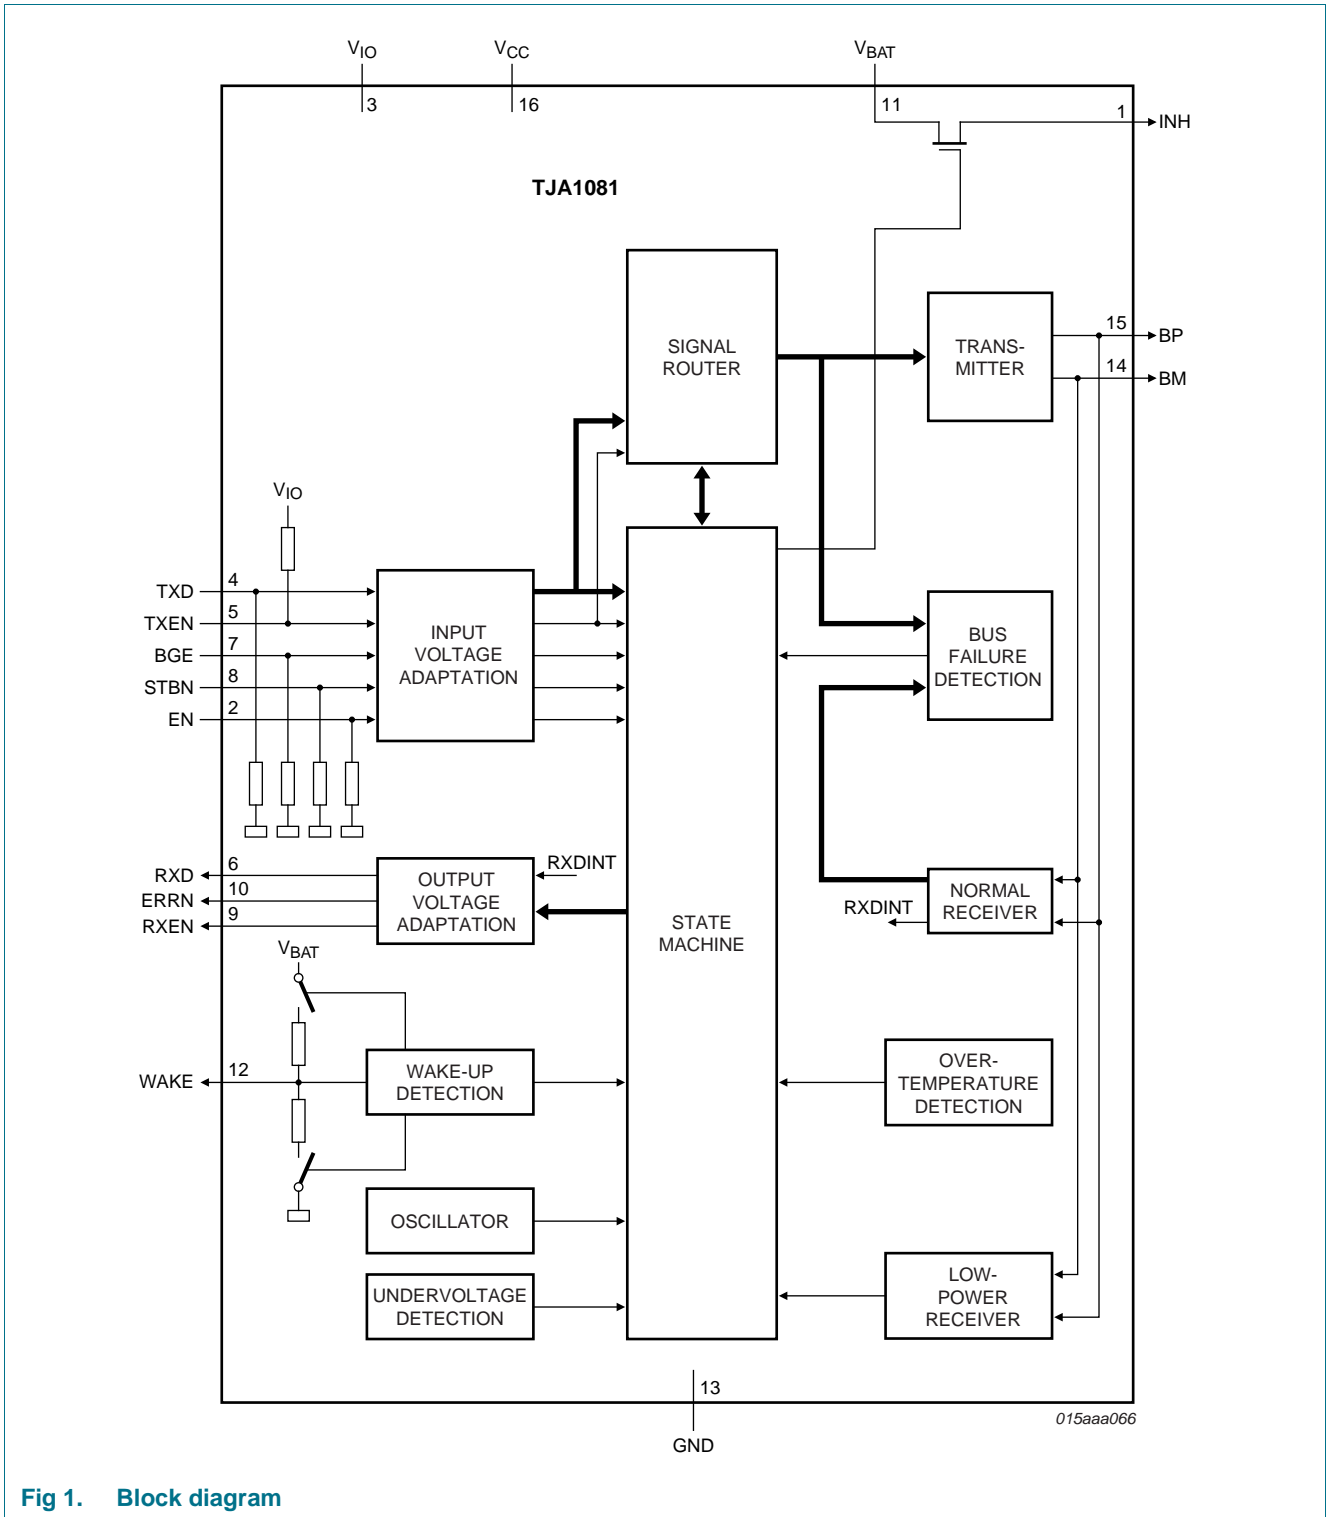 VIO
VCC
VBAT
3
16
11
1
INH
TJA1081
SIGNAL
ROUTER
TRANS-
MITTER
15
BP
14
BM
VIO
TXD
4
TXEN
5
BGE
7
STBN
8
EN
2
INPUT
VOLTAGE
ADAPTATION
BUS
FAILURE
DETECTION
RXD
6
ERRN
10
RXEN
9
OUTPUT
VOLTAGE
ADAPTATION
RXDINT
STATE
MACHINE
RXDINT
NORMAL
RECEIVER
VBAT
WAKE
12
WAKE-UP
DETECTION
OVER-
TEMPERATURE
DETECTION
OSCILLATOR
UNDERVOLTAGE
DETECTION
LOW-
POWER
RECEIVER
13
GND
015aaa066
Fig 1. Block diagram